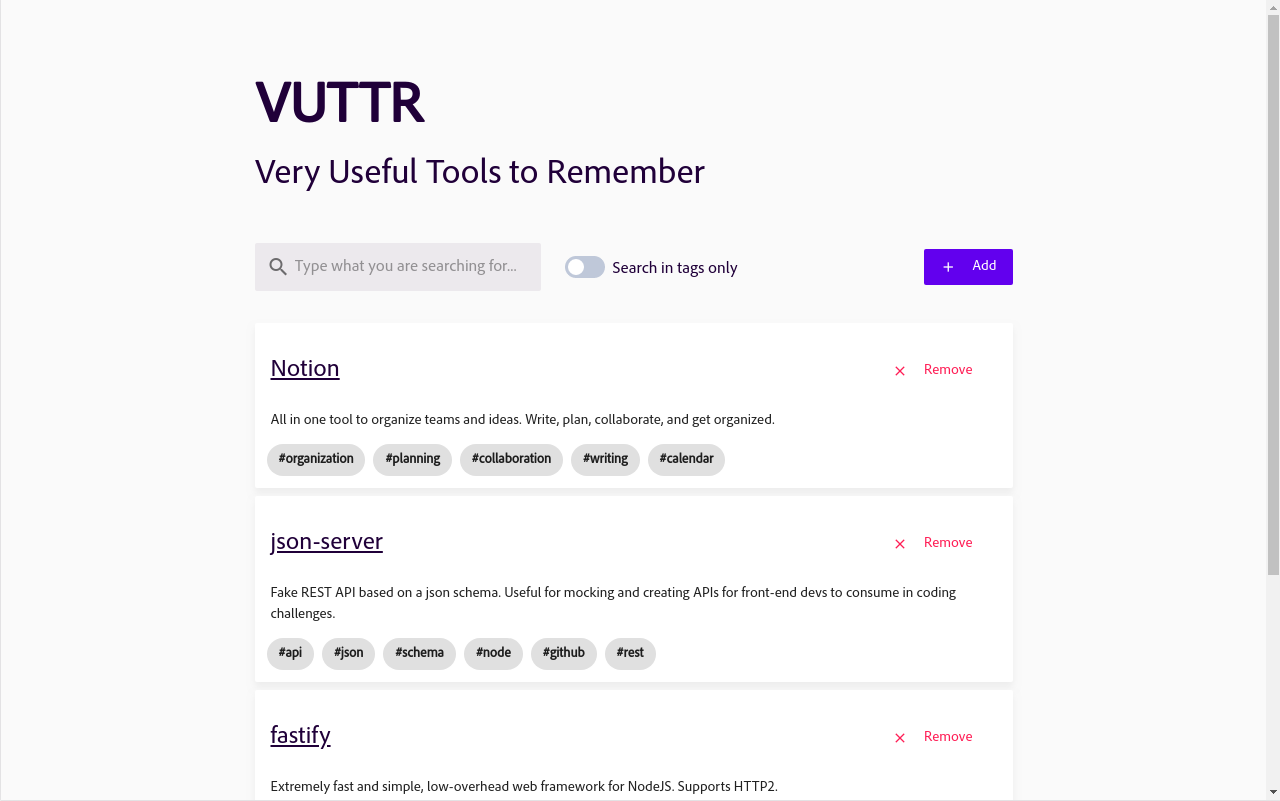 VUTTR
Very Useful Tools to Remember
Type what you are searching for...
Search in tags only
Add
Notion
Remove
All in one tool to organize teams and ideas. Write, plan, collaborate, and get organized.
#organization #planning #collaboration #writing #calendar
json-server
Remove
Fake REST API based on a json schema. Useful for mocking and creating APIs for front-end devs to consume in coding
challenges.
#api #json #schema #node #github #rest
fastify
Remove
Extremely fast and simple, low-overhead web framework for NodeJS. Supports HTTP2.